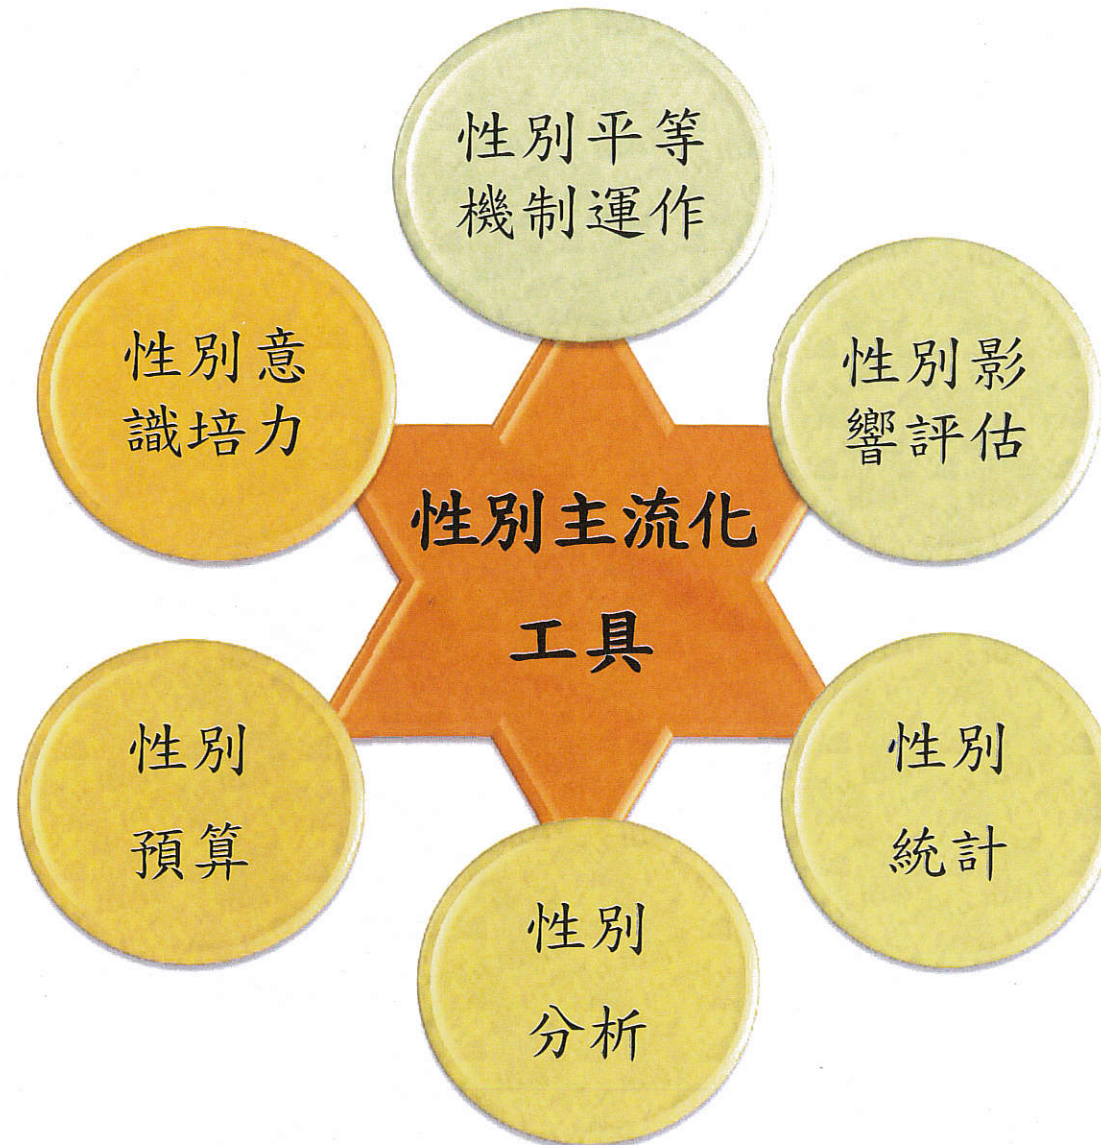 性別平等
機制運作
性別意
識培力
性別影
響評估
性別主流化
工具
性別
預算
性別
統計
性別
分析